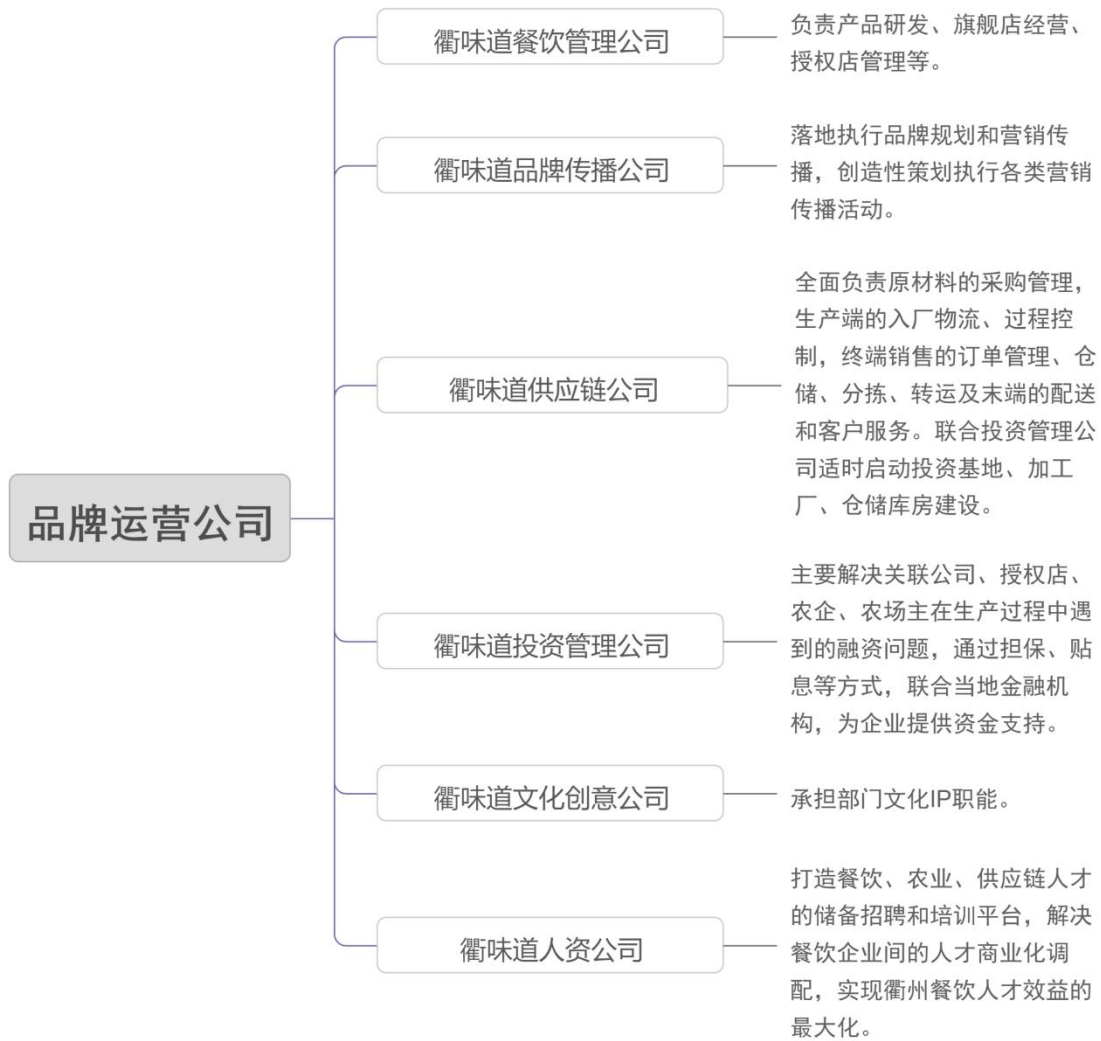 衢味道餐饮管理公司
负责产品研发、旗舰店经营、
授权店管理等。
衢味道品牌传播公司
落地执行品牌规划和营销传
播，创造性策划执行各类营销
传播活动。
衢味道供应链公司
全面负责原材料的采购管理，
生产端的入厂物流、过程控
制，终端销售的订单管理、仓
储、分拣、转运及末端的配送
和客户服务。联合投资管理公
司适时启动投资基地、加工
厂、仓储库房建设。
品牌运营公司
衢味道投资管理公司
主要解决关联公司、授权店、
农企、农场主在生产过程中遇
到的融资问题，通过担保、贴
息等方式，联合当地金融机
构，为企业提供资金支持。
衢味道文化创意公司
承担部门文化IP职能。
衢味道人资公司
打造餐饮、农业、供应链人才
的储备招聘和培训平台，解决
餐饮企业间的人才商业化调
配，实现衢州餐饮人才效益的
最大化。